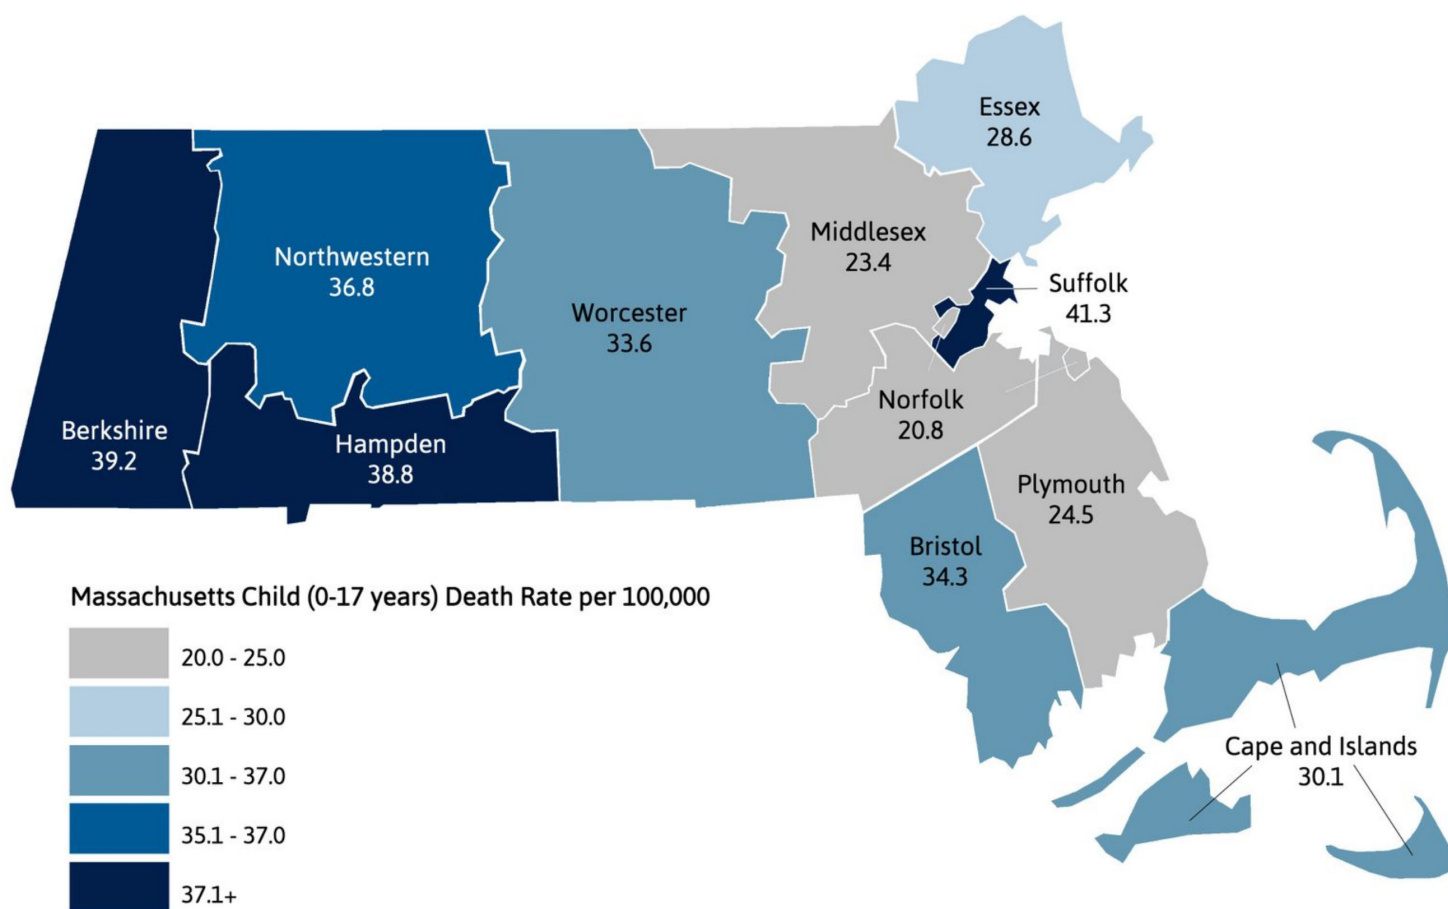 Essex
28.6
Middlesex
23.4
Northwestern
36.8
Suffolk
41.3
Worcester
33.6
Norfolk
20.8
Berkshire
39.2
Hampden
38.8
Plymouth
24.5
Bristol
34.3
Cape and Islands
30.1
Massachusetts Child (0-17 years) Death Rate per 100,000
20.0 - 25.0
25.1 - 30.0
30.1 - 37.0
35.1 - 37.0
37.1+